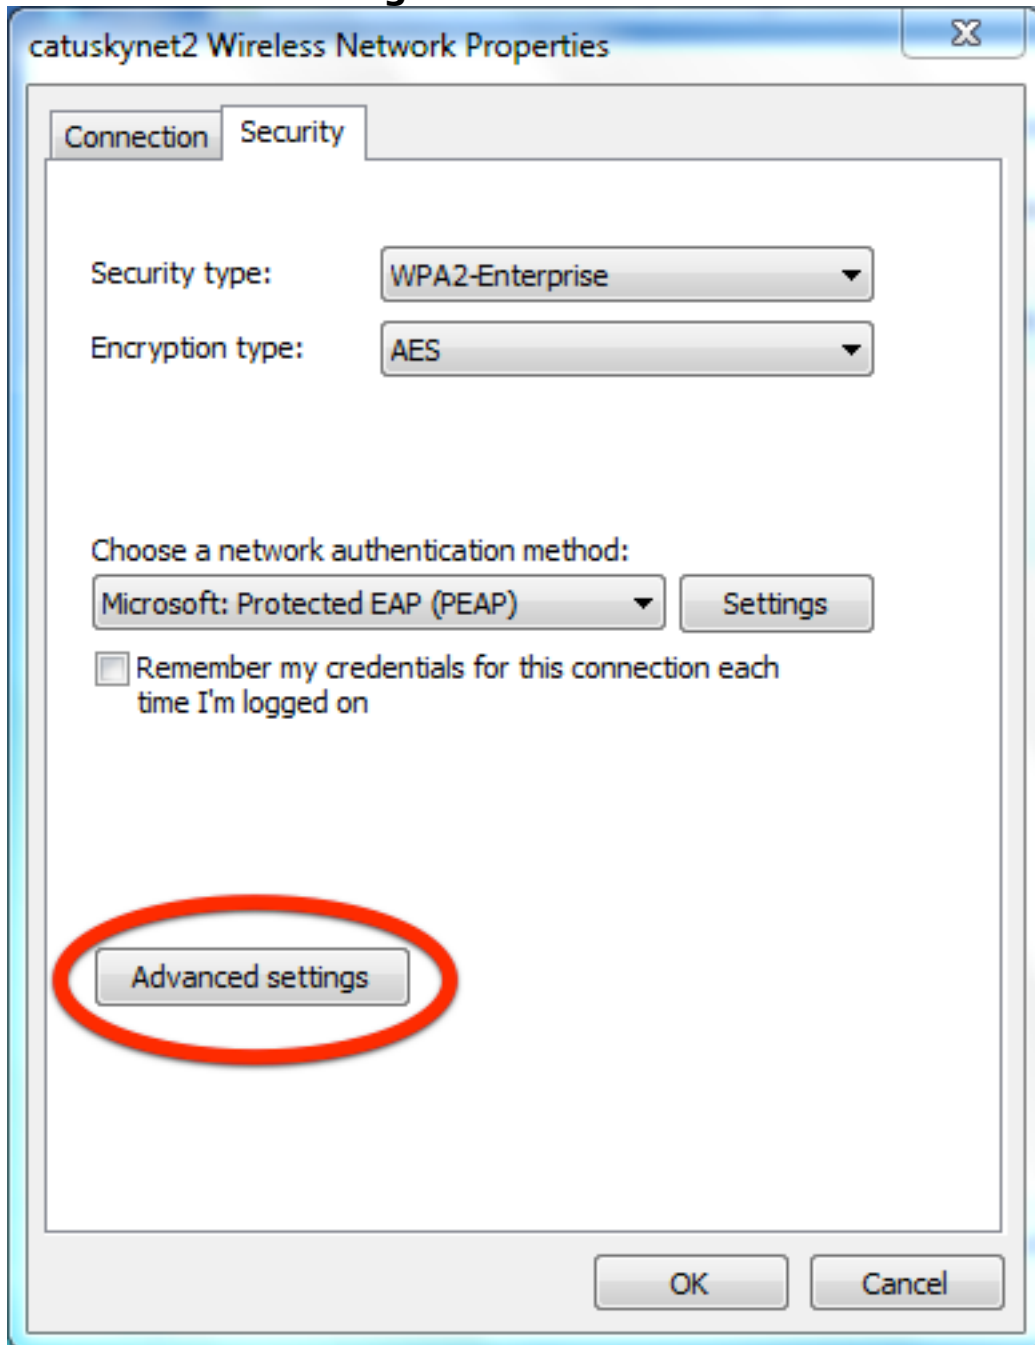 catuskynet2 Wireless Network Properties
Connection
Security
Security type:
WPA2-Enterprise
Encryption type:
AES
Choose a network authentication method:
Microsoft: Protected EAP (PEAP)
Settings
Remember my credentials for this connection each
time I'm logged on
Advanced settings
OK
Cancel